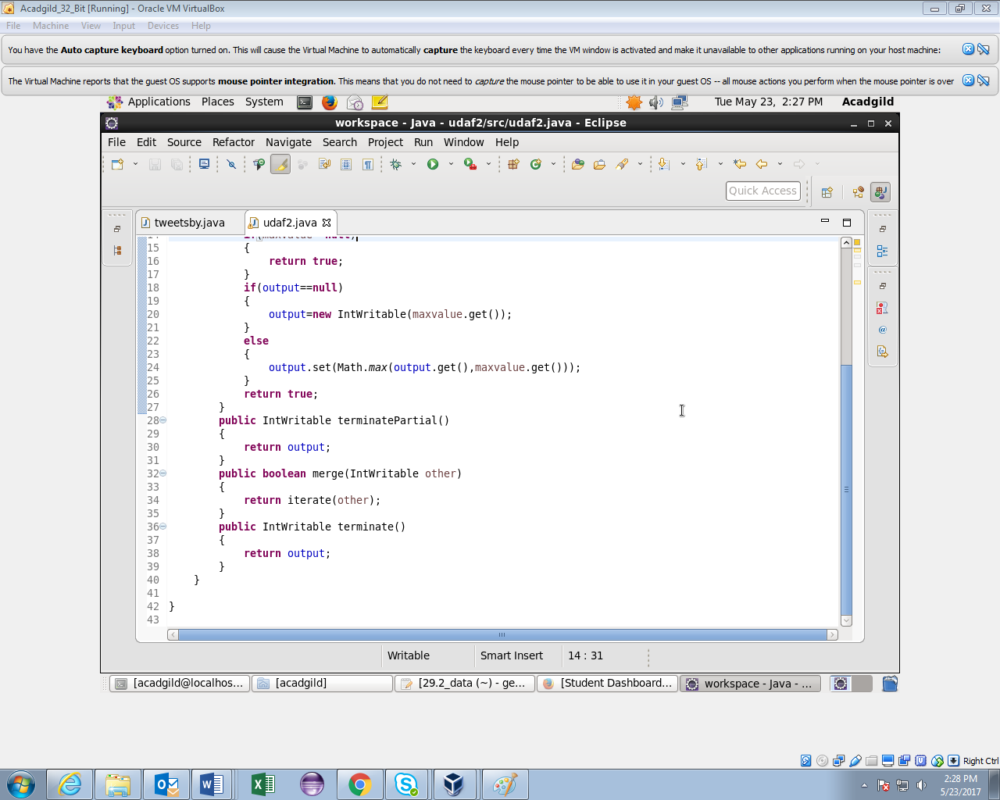 Acadgild_32_Bit [Running] - Oracle VM VirtualBox
File Machine View Input Devices Help
You have the Auto capture keyboard option turned on. This will cause the Virtual Machine to automatically capture the keyboard every time the VM window is activated and make it unavailable to other applications running on your host machine:
The Virtual Machine reports that the guest OS supports mouse pointer integration. This means that you do not need to capture the mouse pointer to be able to use it in your guest OS -- all mouse actions you perform when the mouse pointer is over
Applications Places System Tue May 23, 2:27 PM Acadgild
workspace - Java - udaf2/src/udaf2.java - Eclipse
File Edit Source Refactor Navigate Search Project Run Window Help
Quick Access
tweetsby.java udaf2.java
15 {
16 return true;
17 }
18 if(output==null)
19 {
20 output=new IntWritable(maxvalue.get());
21 }
22 else
23 {
24 output.set(Math.max(output.get(),maxvalue.get()));
25 }
26 return true;
27 }
28 public IntWritable terminatePartial()
29 {
30 return output;
31 }
32 public boolean merge(IntWritable other)
33 {
34 return iterate(other);
35 }
36 public IntWritable terminate()
37 {
38 return output;
39 }
40 }
41
42 }
43
Writable Smart Insert 14 : 31
[acadgild@localhos... [acadgild] [29.2_data (~) - ge... [Student Dashboard... workspace - Java - ...
Right Ctrl
2:28 PM
5/23/2017